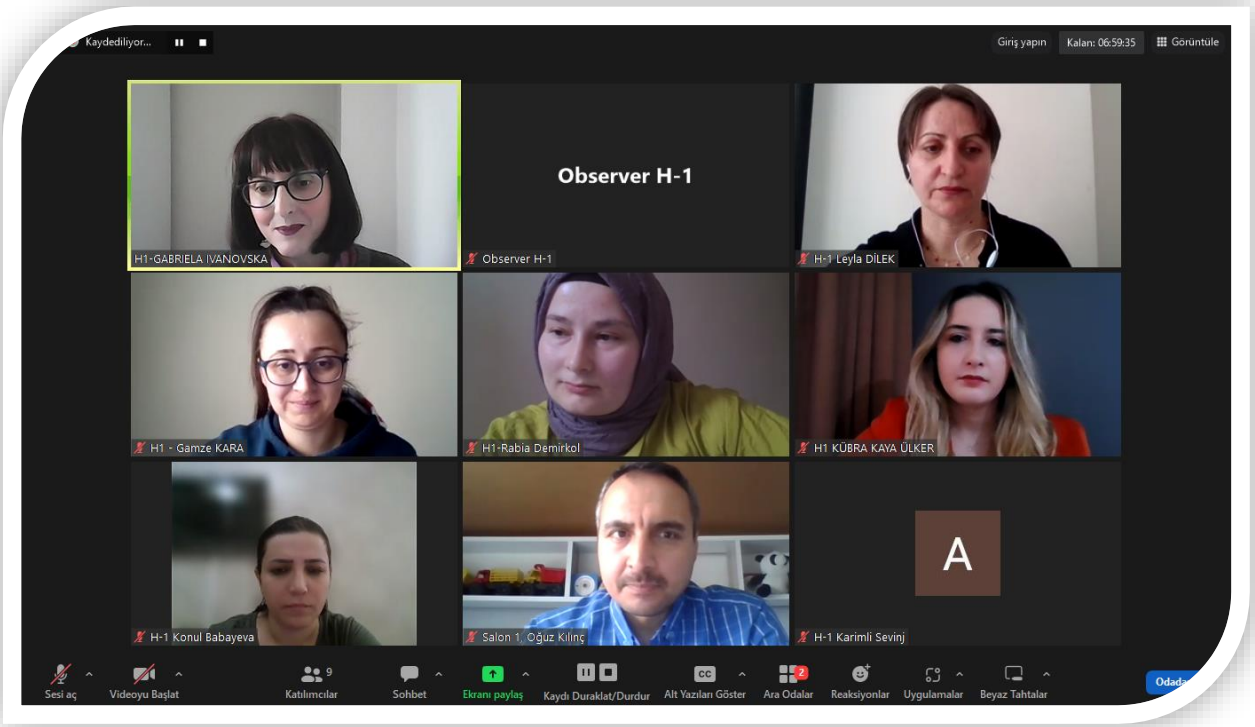 Kaydediliyor...
Giriş yapın
Kalan: 06:59:35
Görüntüle
H1-GABRIELA IVANOVSKA
Observer H-1
Observer H-1
H-1 Leyla DİLEK
H1 - Gamze KARA
H1-Rabia Demirkol
H1 KÜBRA KAYA ÜLKER
H-1 Konul Babayeva
Salon 1, Oğuz Kılınç
A
H-1 Karimli Sevinj
Sesi aç
Videoyu Başlat
9
Katılımcılar
Sohbet
Ekranı paylaş
Kaydı Duraklat/Durdur
CC
Alt Yazıları Göster
2
Ara Odalar
Reaksiyonlar
Uygulamalar
Beyaz Tahtalar